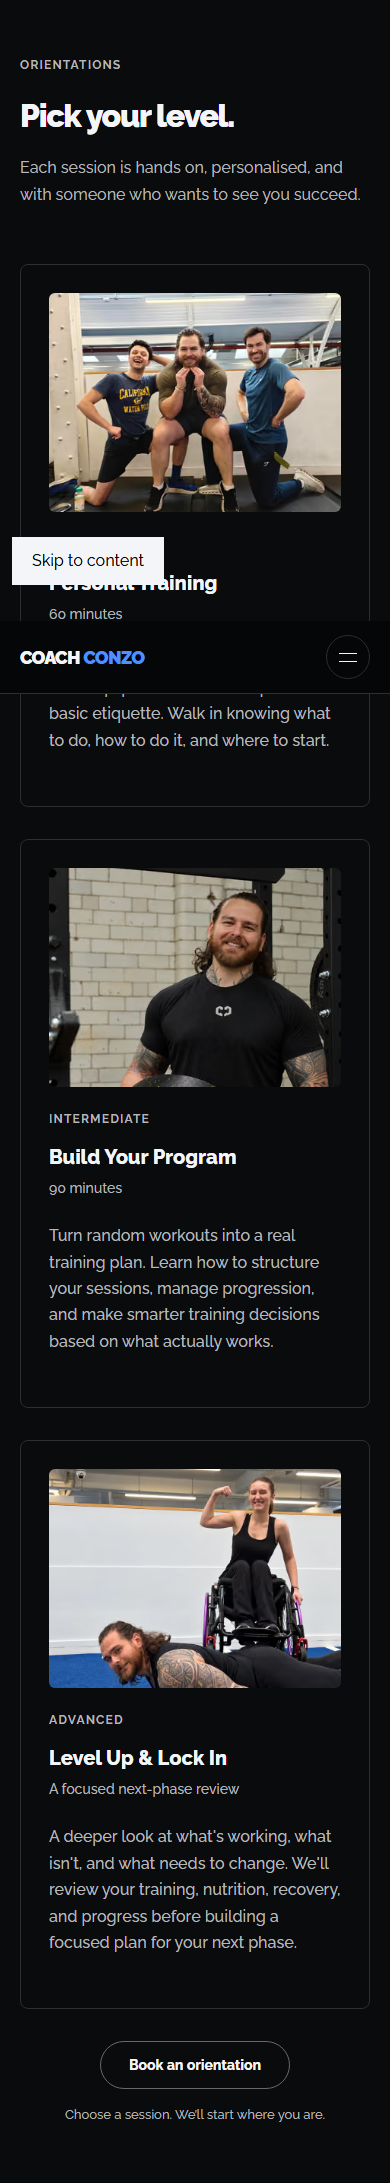 ORIENTATIONS
Pick your level.
Each session is hands on, personalised, and
with someone who wants to see you succeed.
CALIFORNIA
WATER POLO
Skip to content
Personal Training
60 minutes
COACH CONZO
basic etiquette. Walk in knowing what
to do, how to do it, and where to start.
INTERMEDIATE
Build Your Program
90 minutes
Turn random workouts into a real
training plan. Learn how to structure
your sessions, manage progression,
and make smarter training decisions
based on what actually works.
ADVANCED
Level Up & Lock In
A focused next-phase review
A deeper look at what's working, what
isn't, and what needs to change. We'll
review your training, nutrition, recovery,
and progress before building a
focused plan for your next phase.
Book an orientation
Choose a session. We'll start where you are.